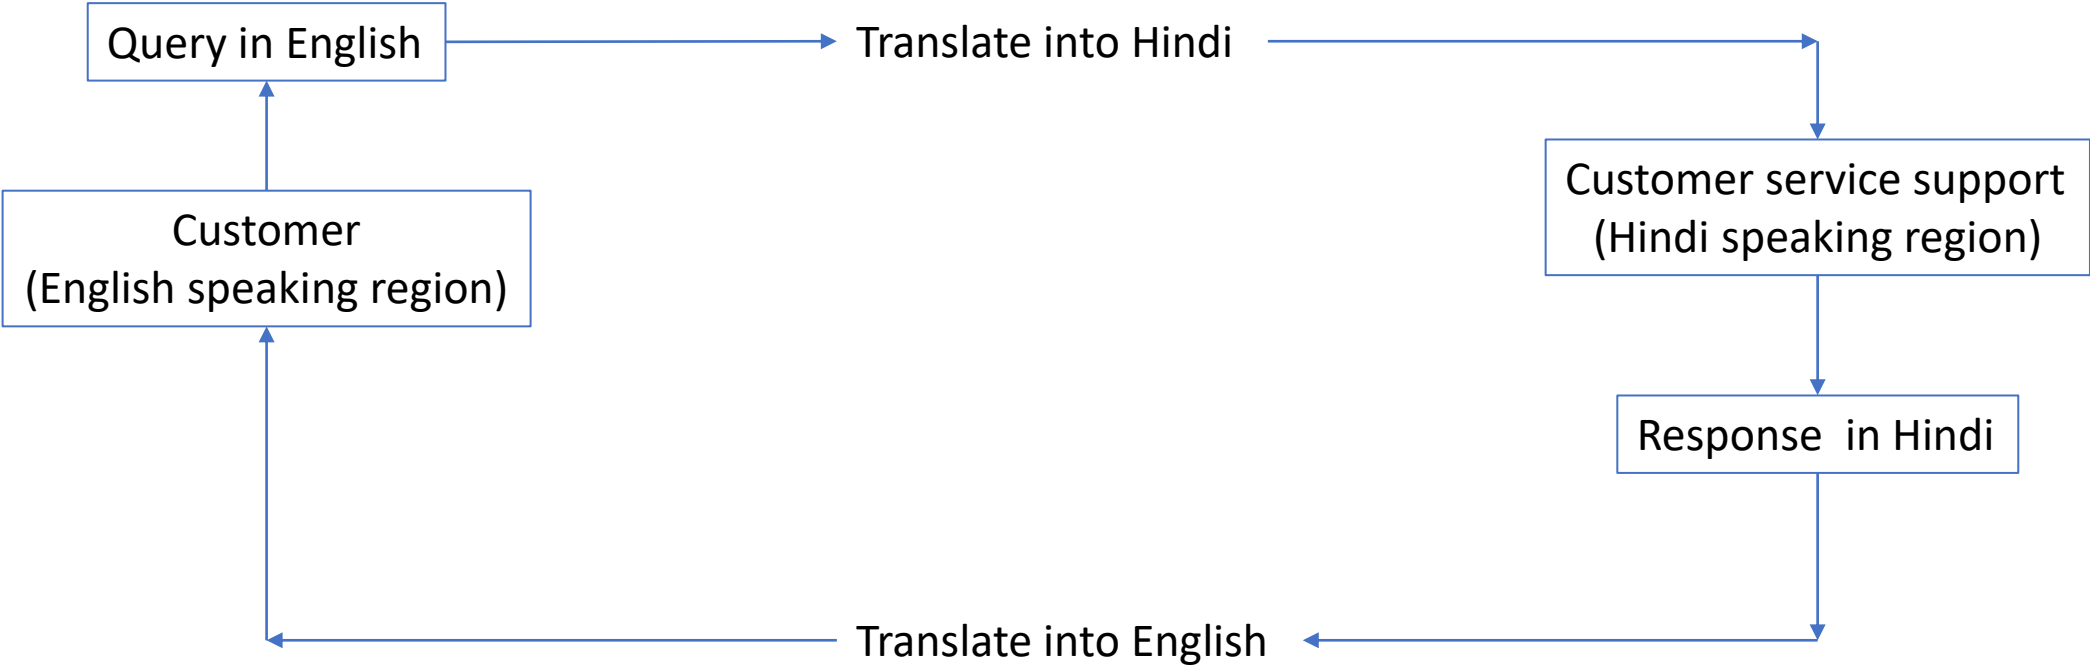 Query in English
Translate into Hindi
Customer service support
(Hindi speaking region)
Customer
(English speaking region)
Response  in Hindi
Translate into English